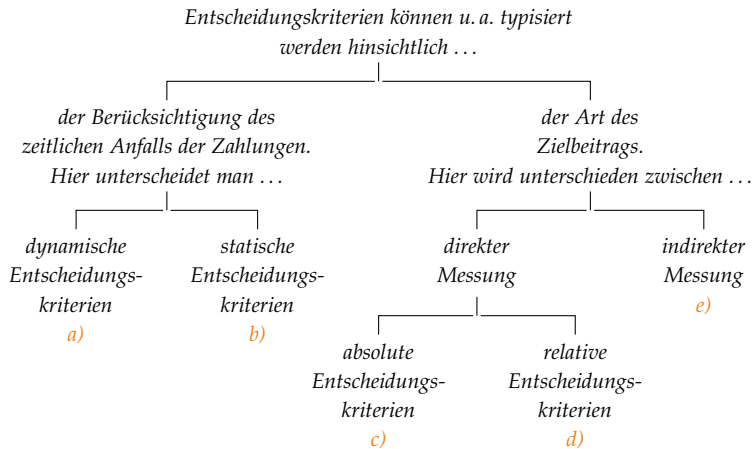 Entscheidungskriterien können u. a. typisiert
werden hinsichtlich …
der Berücksichtigung des
zeitlichen Anfalls der Zahlungen.
Hier unterscheidet man …
der Art des
Zielbeitrags.
Hier wird unterschieden zwischen …
dynamische
Entscheidungs-
kriterien
a)
statische
Entscheidungs-
kriterien
b)
direkter
Messung
indirekter
Messung
e)
absolute
Entscheidungs-
kriterien
c)
relative
Entscheidungs-
kriterien
d)